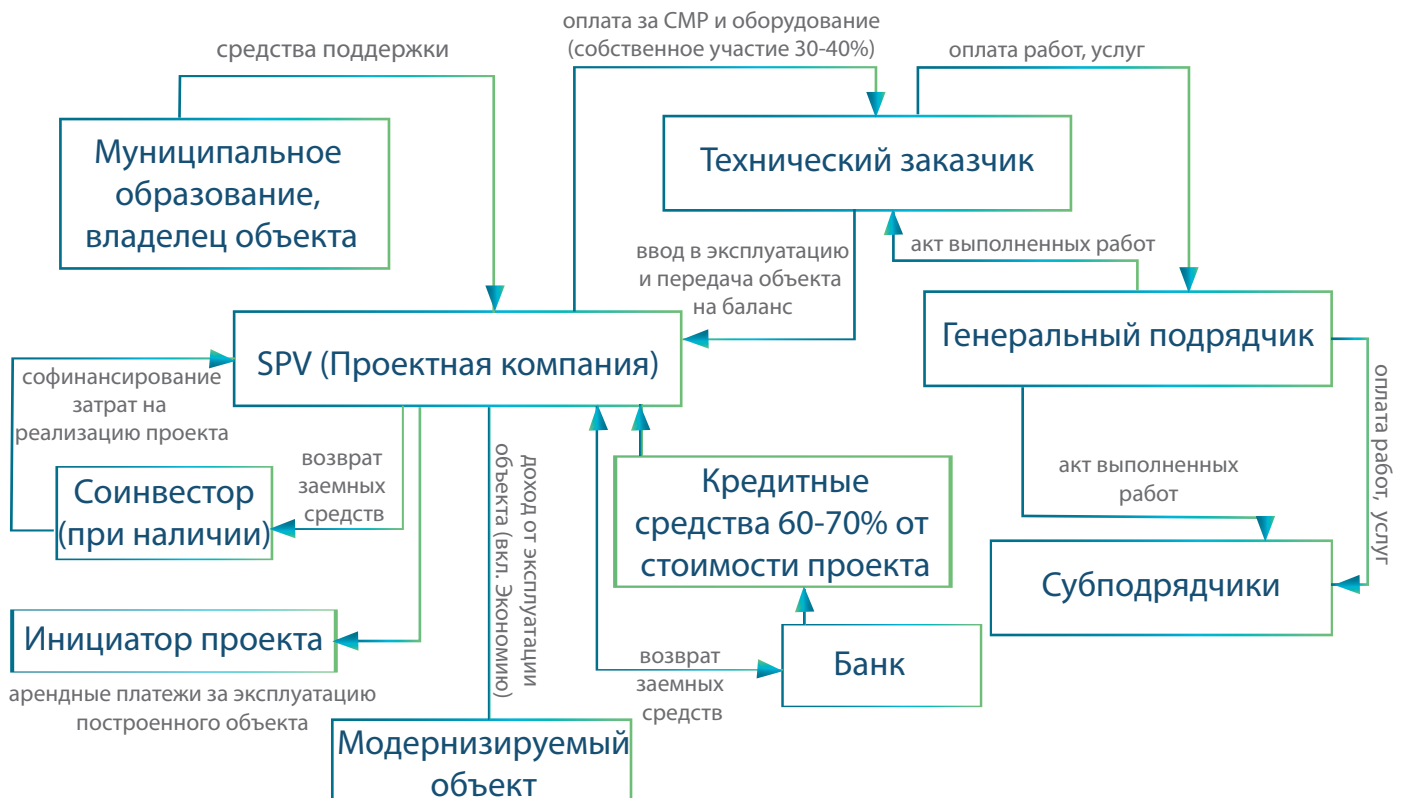 оплата за СМР и оборудование
(собственное участие 30-40%)
средства поддержки
оплата работ, услуг
Муниципальное
образование,
владелец объекта
Технический заказчик
ввод в эксплуатацию
и передача объекта
на баланс
акт выполненных работ
SPV (Проектная компания)
Генеральный подрядчик
софинансирование
затрат на
реализацию проекта
оплата работ, услуг
возврат
заемных
средств
Соинвестор
(при наличии)
доход от эксплуатации
объекта (вкл. Экономию)
Кредитные
средства 60-70% от
стоимости проекта
акт выполненных
работ
Субподрядчики
Инициатор проекта
арендные платежи за эксплуатацию
построенного объекта
возврат
заемных
средств
Банк
Модернизируемый
объект